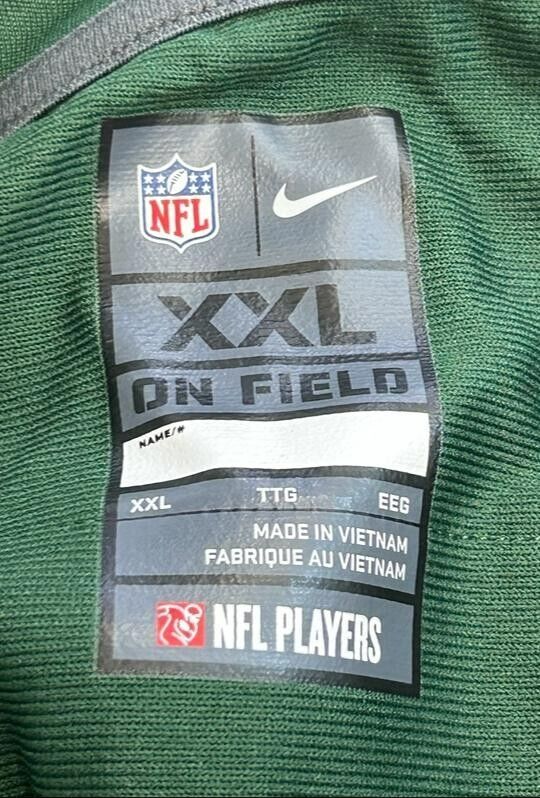 NFL
XXL
ON FIELD
NAME/#
XXL TTG EEG
MADE IN VIETNAM
FABRIQUE AU VIETNAM
NFL PLAYERS